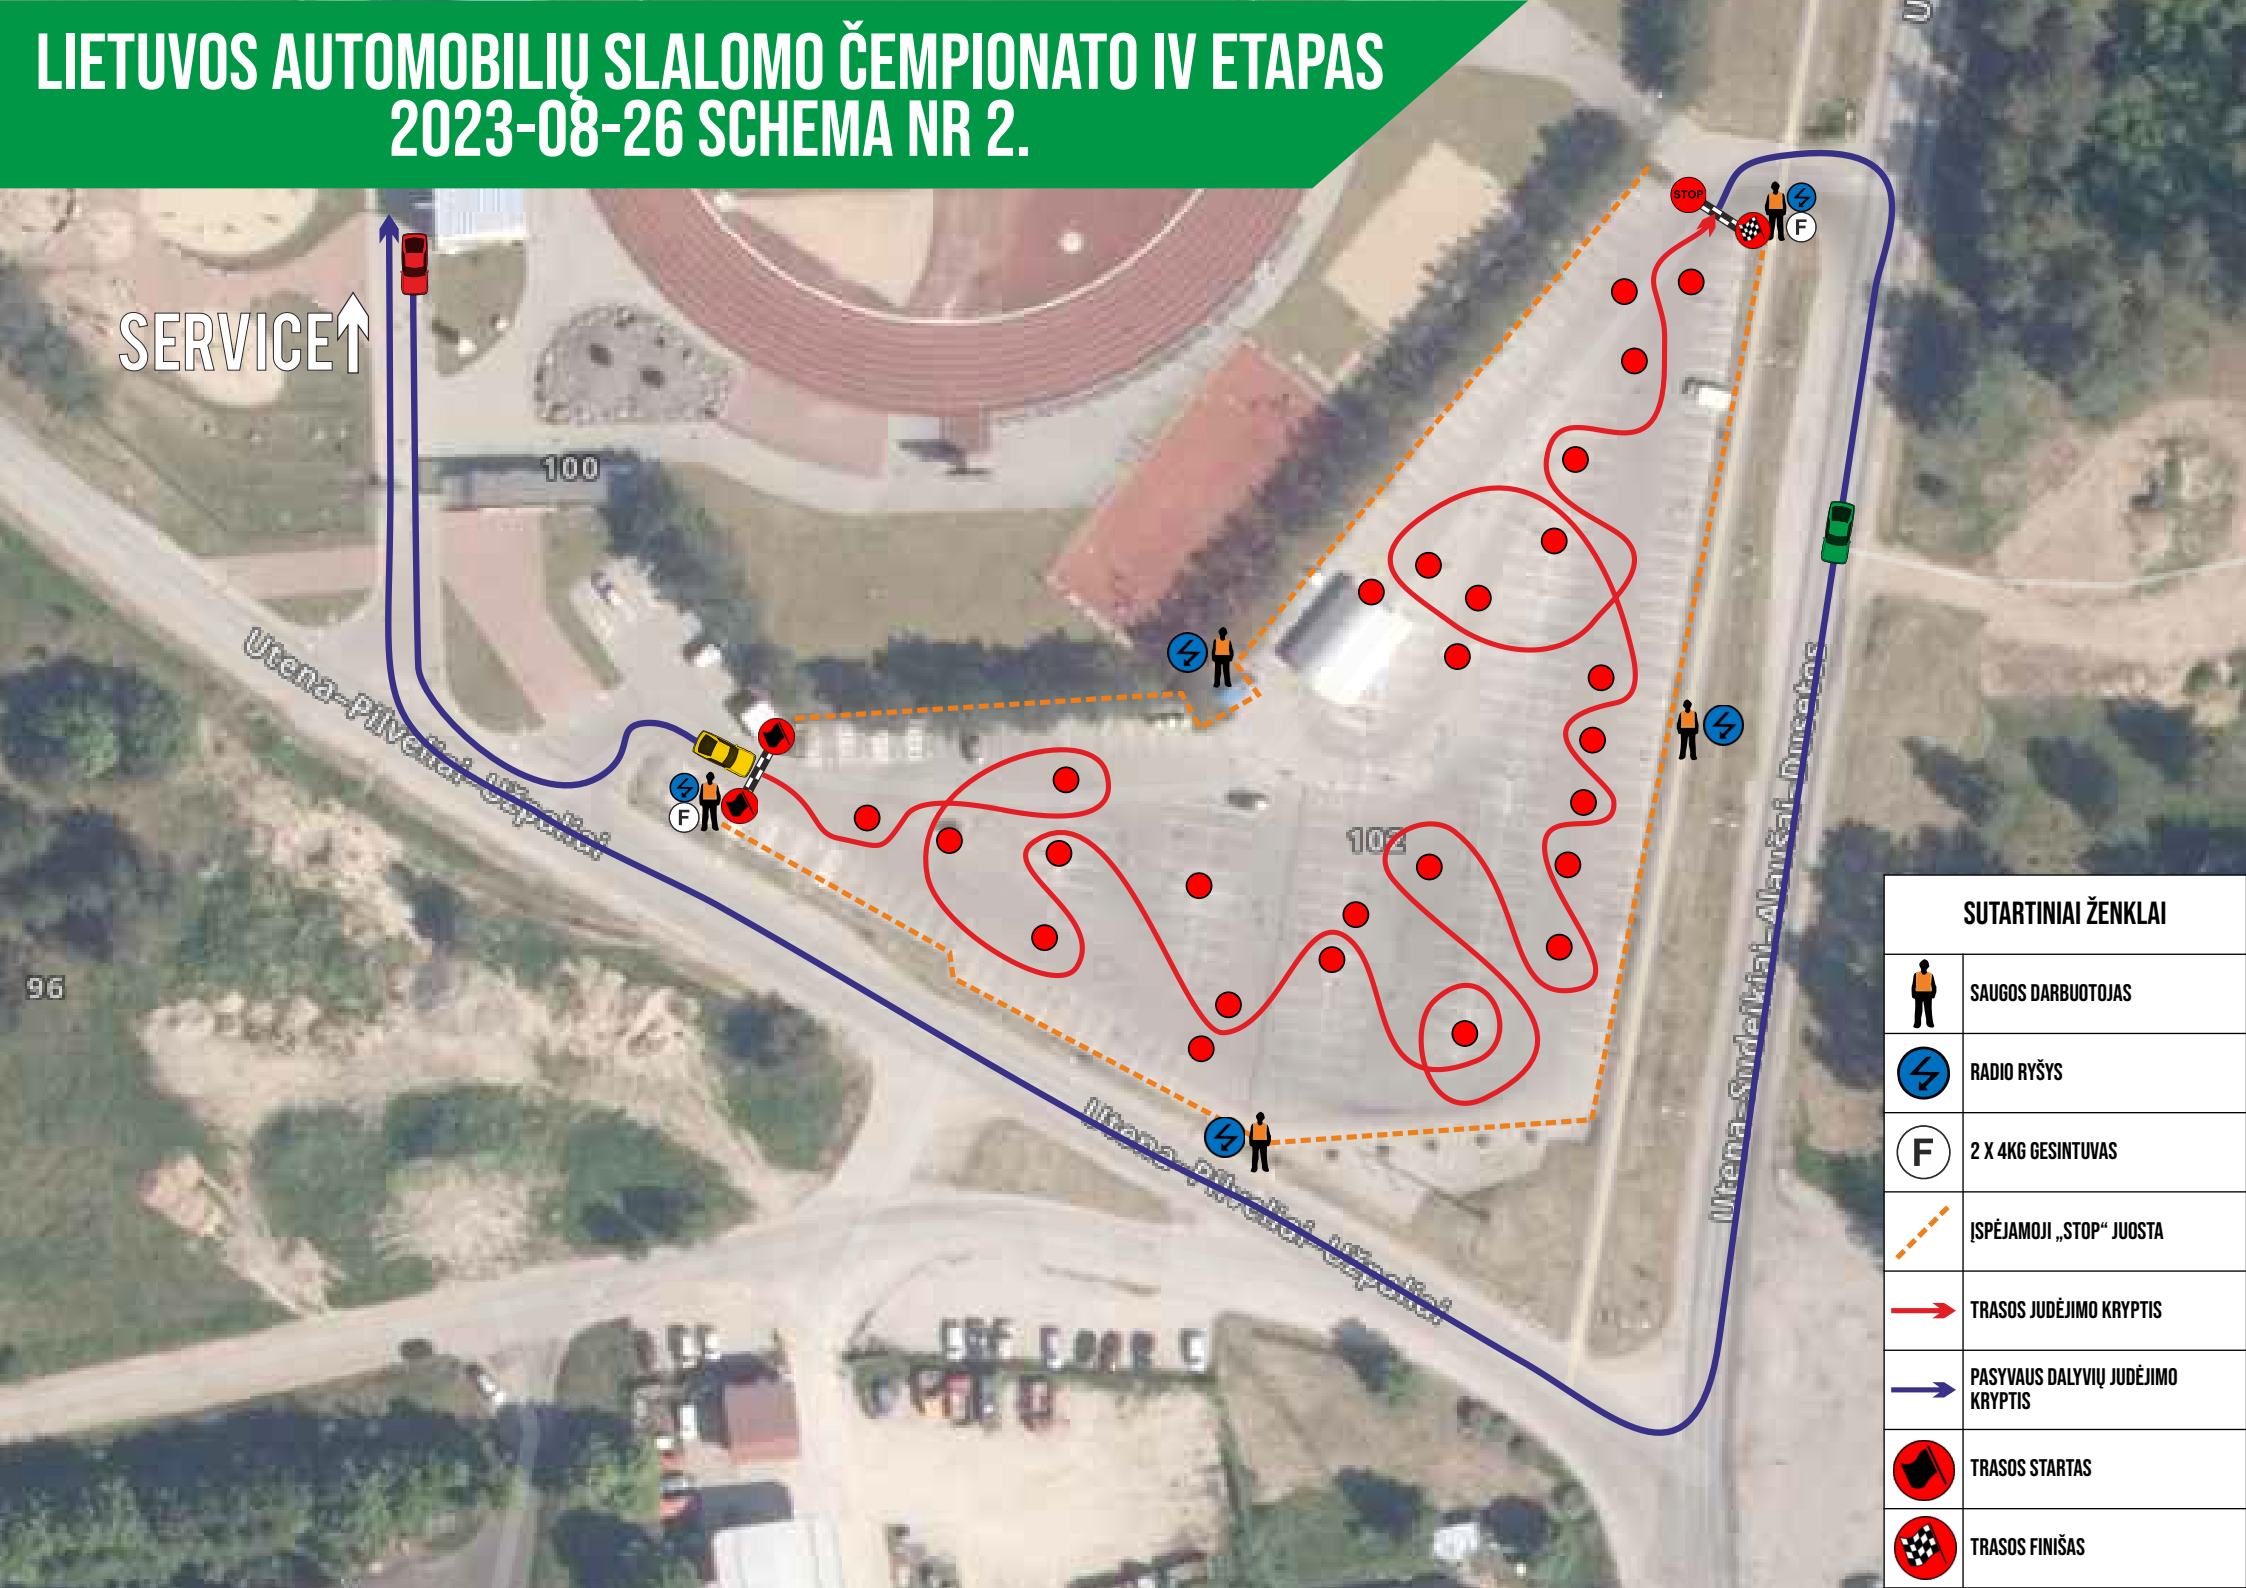 LIETUVOS AUTOMOBILIŲ SLALOMO ČEMPIONATO IV ETAPAS
2023-08-26 SCHEMA NR 2.
U
STOP
F
SERVICE
100
Utena-Pilveliai-Užpaliai
F
102
96
Utena-Sudeikiai-Alaušai-Dusetos
Utena-Pilveliai-Užpaliai
SUTARTINIAI ŽENKLAI
SAUGOS DARBUOTOJAS
RADIO RYŠYS
F
2 X 4KG GESINTUVAS
ĮSPĖJAMOJI „STOP“ JUOSTA
TRASOS JUDĖJIMO KRYPTIS
PASYVAUS DALYVIŲ JUDĖJIMO
KRYPTIS
TRASOS STARTAS
TRASOS FINIŠAS